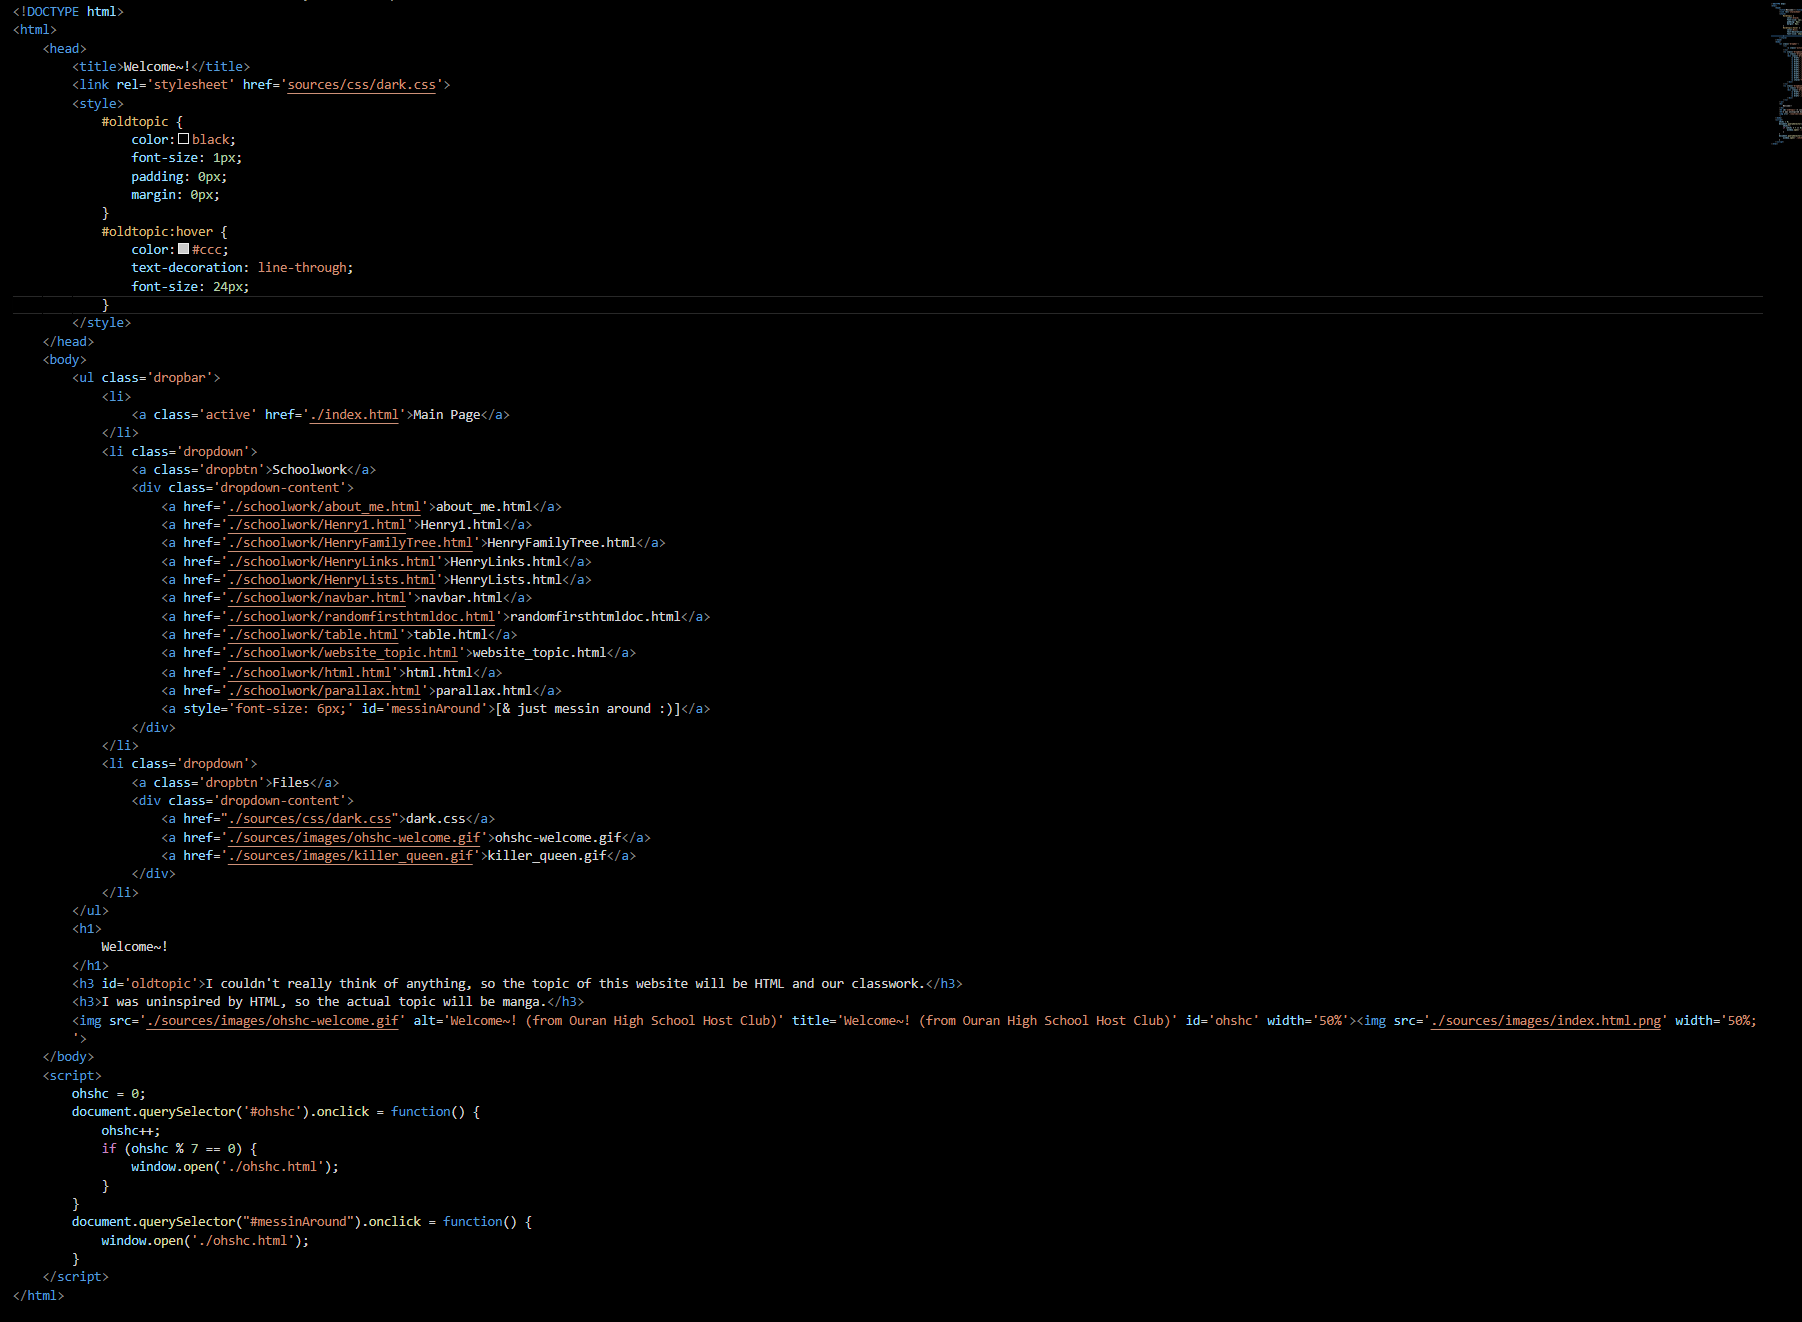 <!DOCTYPE html>
<html>
    <head>
        <title>Welcome~!</title>
        <link rel='stylesheet' href='sources/css/dark.css'>
        <style>
            #oldtopic {
                color: black;
                font-size: 1px;
                padding: 0px;
                margin: 0px;
            }
            #oldtopic:hover {
                color: #ccc;
                text-decoration: line-through;
                font-size: 24px;
            }
        </style>
    </head>
    <body>
        <ul class='dropbar'>
            <li>
                <a class='active' href='./index.html'>Main Page</a>
            </li>
            <li class='dropdown'>
                <a class='dropbtn'>Schoolwork</a>
                <div class='dropdown-content'>
                    <a href='./schoolwork/about_me.html'>about_me.html</a>
                    <a href='./schoolwork/Henry1.html'>Henry1.html</a>
                    <a href='./schoolwork/HenryFamilyTree.html'>HenryFamilyTree.html</a>
                    <a href='./schoolwork/HenryLinks.html'>HenryLinks.html</a>
                    <a href='./schoolwork/HenryLists.html'>HenryLists.html</a>
                    <a href='./schoolwork/navbar.html'>navbar.html</a>
                    <a href='./schoolwork/randomfirsthtmldoc.html'>randomfirsthtmldoc.html</a>
                    <a href='./schoolwork/table.html'>table.html</a>
                    <a href='./schoolwork/website_topic.html'>website_topic.html</a>
                    <a href='./schoolwork/html.html'>html.html</a>
                    <a href='./schoolwork/parallax.html'>parallax.html</a>
                    <a style='font-size: 6px;' id='messinAround'>[& just messin around :)]</a>
                </div>
            </li>
            <li class='dropdown'>
                <a class='dropbtn'>Files</a>
                <div class='dropdown-content'>
                    <a href="./sources/css/dark.css">dark.css</a>
                    <a href='./sources/images/ohshc-welcome.gif'>ohshc-welcome.gif</a>
                    <a href='./sources/images/killer_queen.gif'>killer_queen.gif</a>
                </div>
            </li>
        </ul>
        <h1>
            Welcome~!
        </h1>
        <h3 id='oldtopic'>I couldn't really think of anything, so the topic of this website will be HTML and our classwork.</h3>
        <h3>I was uninspired by HTML, so the actual topic will be manga.</h3>
        <img src='./sources/images/ohshc-welcome.gif' alt='Welcome~! (from Ouran High School Host Club)' title='Welcome~! (from Ouran High School Host Club)' id='ohshc' width='50%'><img src='./sources/images/index.html.png' width='50%;
        '>
    </body>
    <script>
        ohshc = 0;
        document.querySelector('#ohshc').onclick = function() {
            ohshc++;
            if (ohshc % 7 == 0) {
                window.open('./ohshc.html');
            }
        }
        document.querySelector("#messinAround").onclick = function() {
            window.open('./ohshc.html');
        }
    </script>
</html>